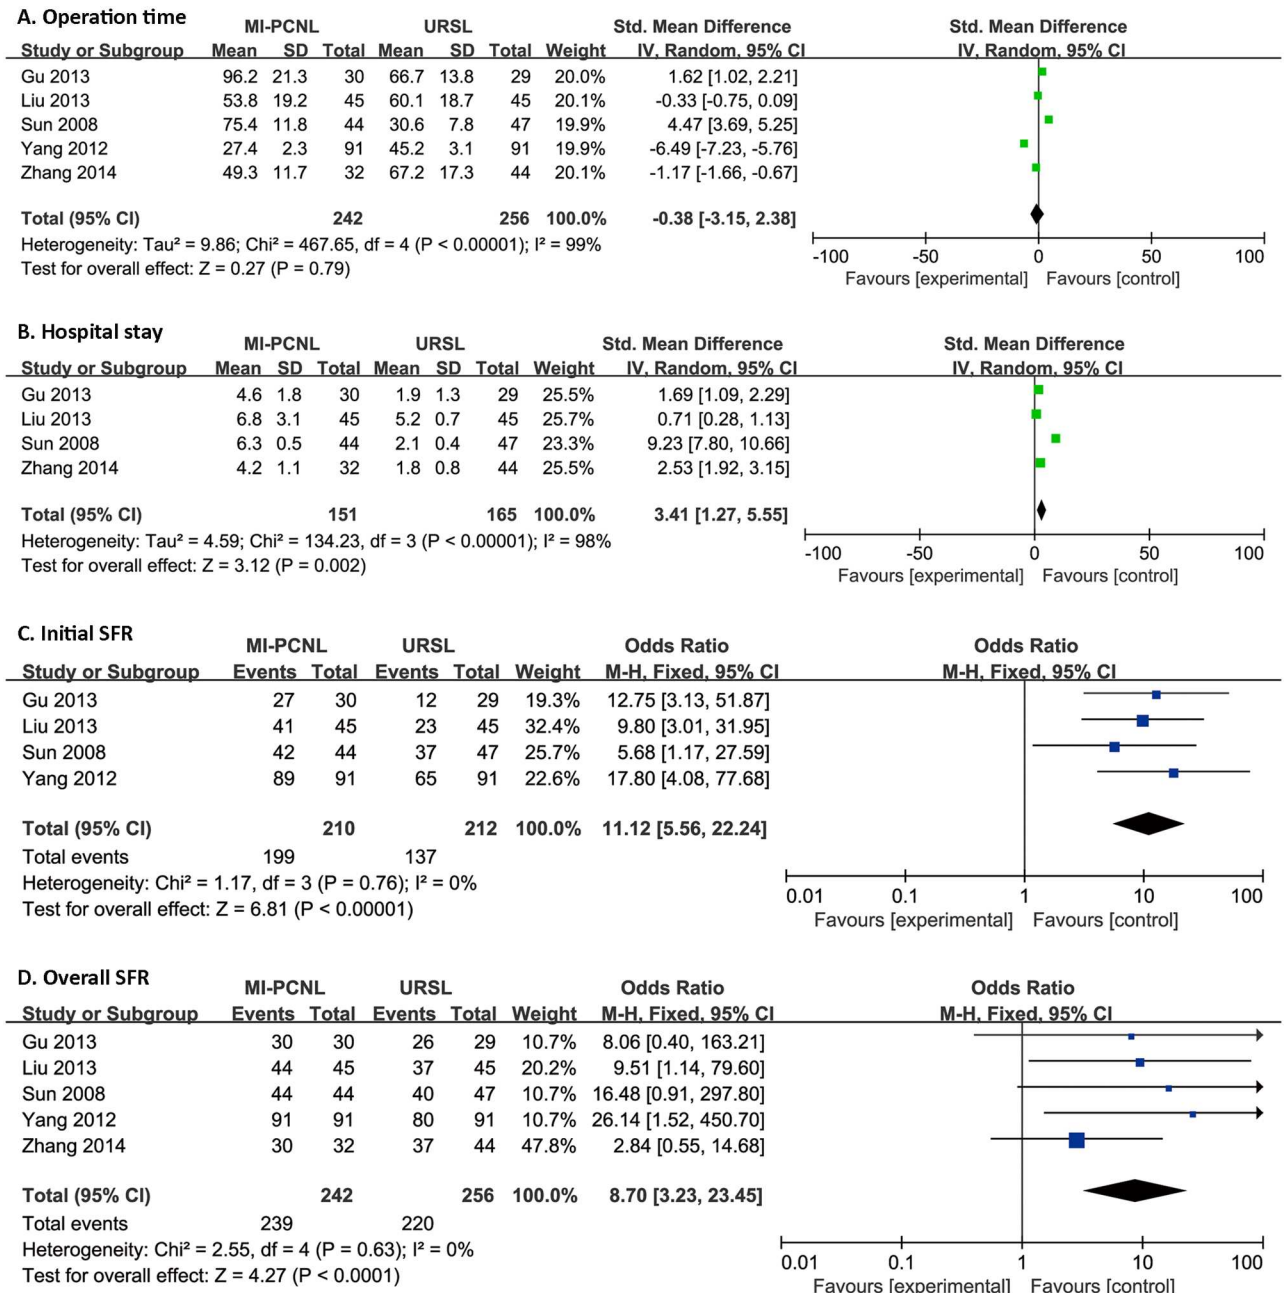 A. Operation time
MI-PCNL URSL Std. Mean Difference Std. Mean Difference
Study or Subgroup Mean SD Total Mean SD Total Weight IV, Random, 95% CI IV, Random, 95% CI
Gu 2013 96.2 21.3 30 66.7 13.8 29 20.0% 1.62 [1.02, 2.21]
Liu 2013 53.8 19.2 45 60.1 18.7 45 20.1% -0.33 [-0.75, 0.09]
Sun 2008 75.4 11.8 44 30.6 7.8 47 19.9% 4.47 [3.69, 5.25]
Yang 2012 27.4 2.3 91 45.2 3.1 91 19.9% -6.49 [-7.23, -5.76]
Zhang 2014 49.3 11.7 32 67.2 17.3 44 20.1% -1.17 [-1.66, -0.67]
Total (95% CI) 242 256 100.0% -0.38 [-3.15, 2.38]
Heterogeneity: Tau² = 9.86; Chi² = 467.65, df = 4 (P < 0.00001); I² = 99%
Test for overall effect: Z = 0.27 (P = 0.79)
-100 -50 0 50 100
Favours [experimental] Favours [control]
B. Hospital stay
MI-PCNL URSL Std. Mean Difference Std. Mean Difference
Study or Subgroup Mean SD Total Mean SD Total Weight IV, Random, 95% CI IV, Random, 95% CI
Gu 2013 4.6 1.8 30 1.9 1.3 29 25.5% 1.69 [1.09, 2.29]
Liu 2013 6.8 3.1 45 5.2 0.7 45 25.7% 0.71 [0.28, 1.13]
Sun 2008 6.3 0.5 44 2.1 0.4 47 23.3% 9.23 [7.80, 10.66]
Zhang 2014 4.2 1.1 32 1.8 0.8 44 25.5% 2.53 [1.92, 3.15]
Total (95% CI) 151 165 100.0% 3.41 [1.27, 5.55]
Heterogeneity: Tau² = 4.59; Chi² = 134.23, df = 3 (P < 0.00001); I² = 98%
Test for overall effect: Z = 3.12 (P = 0.002)
-100 -50 0 50 100
Favours [experimental] Favours [control]
C. Initial SFR
MI-PCNL URSL Odds Ratio Odds Ratio
Study or Subgroup Events Total Events Total Weight M-H, Fixed, 95% CI M-H, Fixed, 95% CI
Gu 2013 27 30 12 29 19.3% 12.75 [3.13, 51.87]
Liu 2013 41 45 23 45 32.4% 9.80 [3.01, 31.95]
Sun 2008 42 44 37 47 25.7% 5.68 [1.17, 27.59]
Yang 2012 89 91 65 91 22.6% 17.80 [4.08, 77.68]
Total (95% CI) 210 212 100.0% 11.12 [5.56, 22.24]
Total events 199 137
Heterogeneity: Chi² = 1.17, df = 3 (P = 0.76); I² = 0%
Test for overall effect: Z = 6.81 (P < 0.00001)
0.01 0.1 1 10 100
Favours [experimental] Favours [control]
D. Overall SFR
MI-PCNL URSL Odds Ratio Odds Ratio
Study or Subgroup Events Total Events Total Weight M-H, Fixed, 95% CI M-H, Fixed, 95% CI
Gu 2013 30 30 26 29 10.7% 8.06 [0.40, 163.21]
Liu 2013 44 45 37 45 20.2% 9.51 [1.14, 79.60]
Sun 2008 44 44 40 47 10.7% 16.48 [0.91, 297.80]
Yang 2012 91 91 80 91 10.7% 26.14 [1.52, 450.70]
Zhang 2014 30 32 37 44 47.8% 2.84 [0.55, 14.68]
Total (95% CI) 242 256 100.0% 8.70 [3.23, 23.45]
Total events 239 220
Heterogeneity: Chi² = 2.55, df = 4 (P = 0.63); I² = 0%
Test for overall effect: Z = 4.27 (P < 0.0001)
0.01 0.1 1 10 100
Favours [experimental] Favours [control]